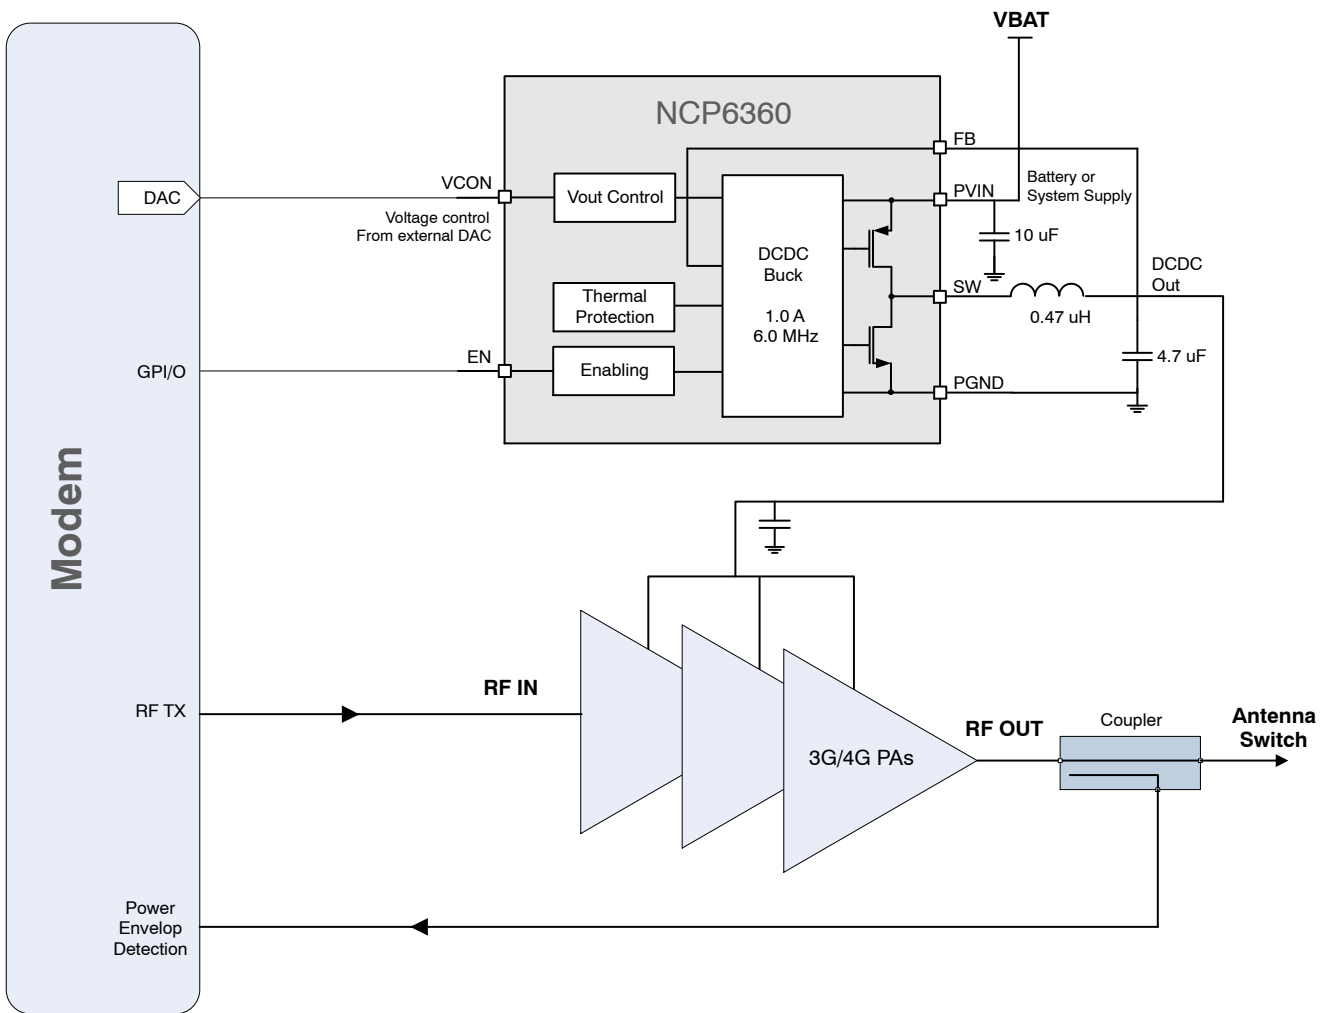 VBAT
NCP6360
FB
DAC
VCON
Voltage control
From external DAC
Vout Control
PVIN
Battery or
System Supply
10 uF
DCDC
Buck
1.0 A
6.0 MHz
Thermal
Protection
SW
0.47 uH
DCDC
Out
GPI/O
EN
Enabling
4.7 uF
PGND
Modem
RF TX
RF IN
3G/4G PAs
RF OUT
Coupler
Antenna
Switch
Power
Envelop
Detection